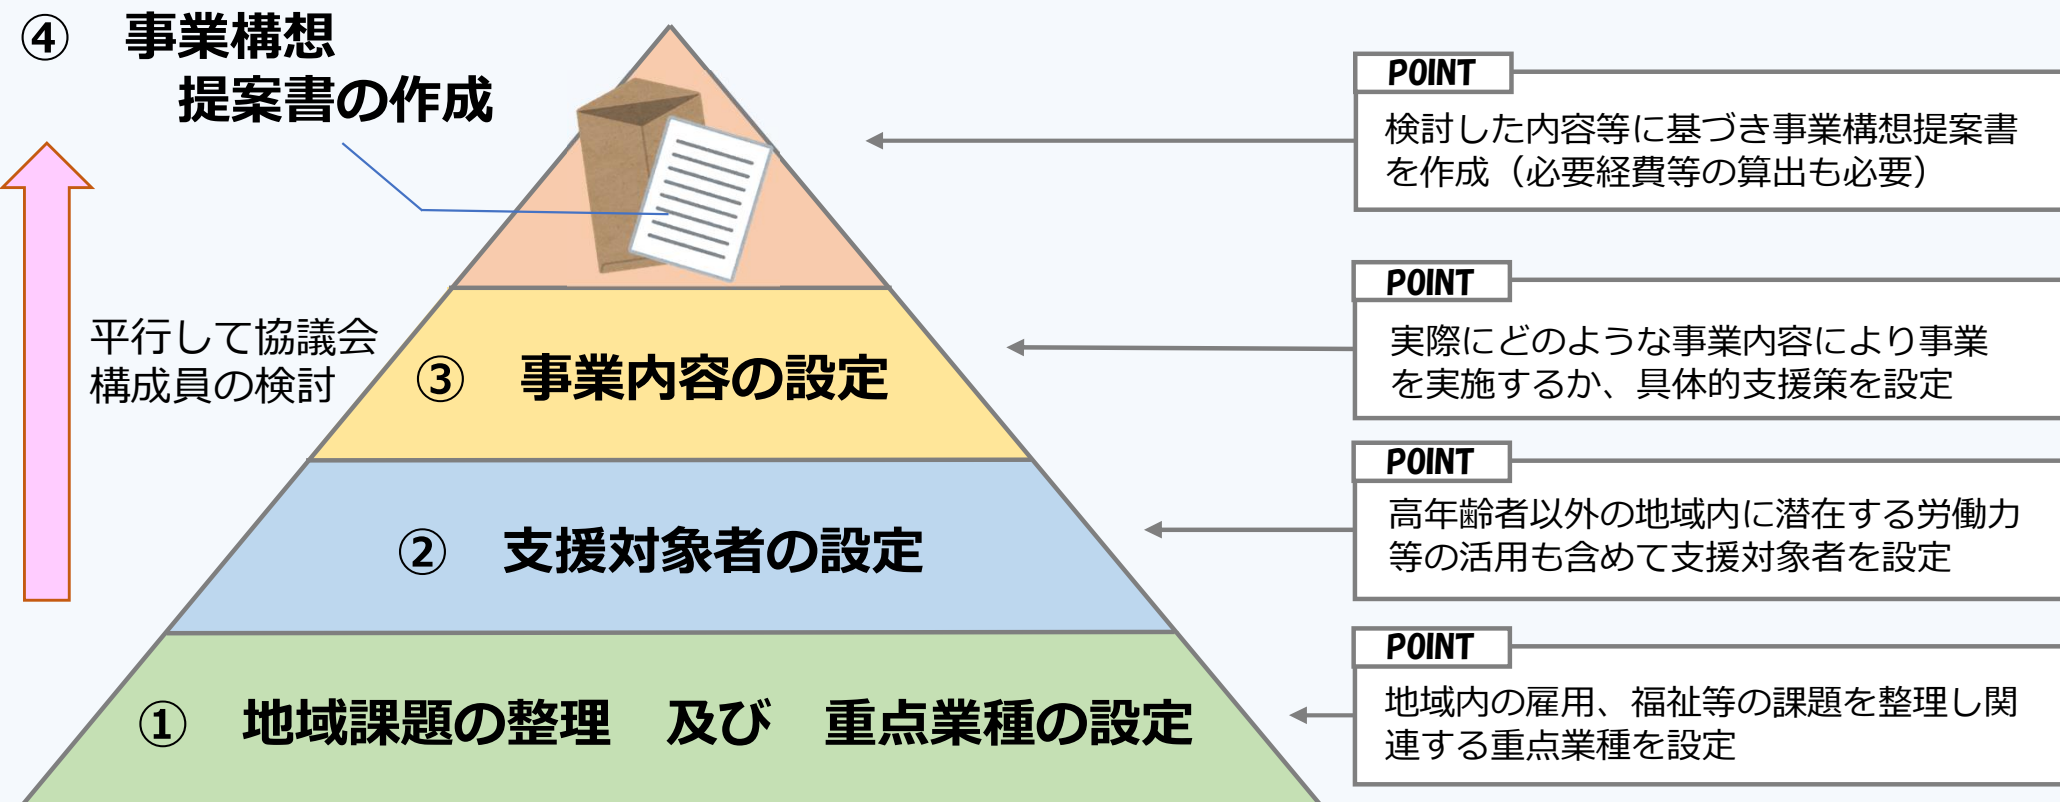 ④　事業構想
提案書の作成
POINT
検討した内容等に基づき事業構想提案書
を作成（必要経費等の算出も必要）
平行して協議会
構成員の検討
③　事業内容の設定
POINT
実際にどのような事業内容により事業
を実施するか、具体的支援策を設定
②　支援対象者の設定
POINT
高年齢者以外の地域内に潜在する労働力
等の活用も含めて支援対象者を設定
①　地域課題の整理　及び　重点業種の設定
POINT
地域内の雇用、福祉等の課題を整理し関
連する重点業種を設定